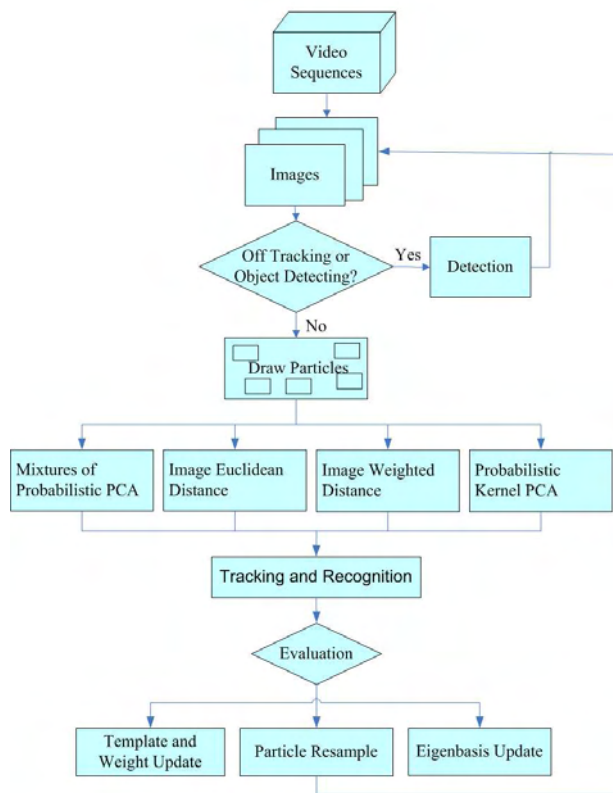 Video
Sequences
Images
Off Tracking or
Object Detecting?
Yes
Detection
No
Draw Particles
Mixtures of
Probabilistic PCA
Image Euclidean
Distance
Image Weighted
Distance
Probabilistic
Kernel PCA
Tracking and Recognition
Evaluation
Template and
Weight Update
Particle Resample
Eigenbasis Update